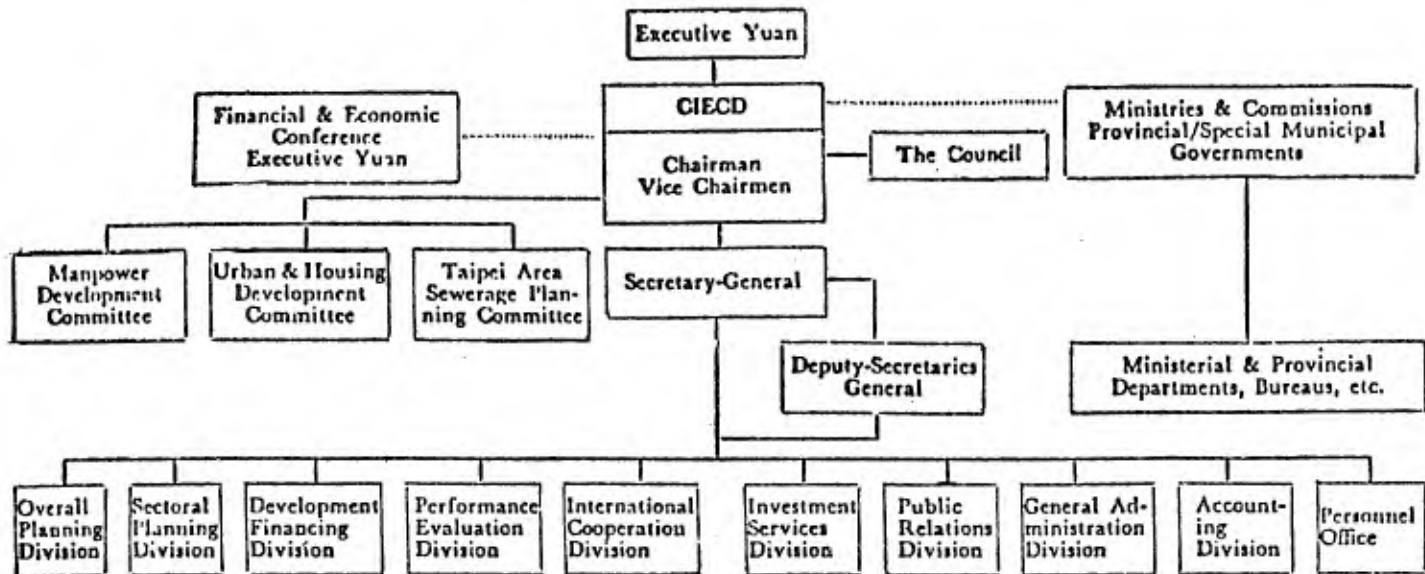 Executive Yuan
Financial & Economic
Conference
Executive Yuan
CIECD
Chairman
Vice Chairmen
The Council
Ministries & Commissions
Provincial/Special Municipal
Governments
Manpower
Development
Committee
Urban & Housing
Development
Committee
Taipei Area
Sewerage Plan-
ning Committee
Secretary-General
Deputy-Secretaries
General
Ministerial & Provincial
Departments, Bureaus, etc.
Overall
Planning
Division
Sectoral
Planning
Division
Development
Financing
Division
Performance
Evaluation
Division
International
Cooperation
Division
Investment
Services
Division
Public
Relations
Division
General Ad-
ministration
Division
Account-
ing
Division
Personnel
Office